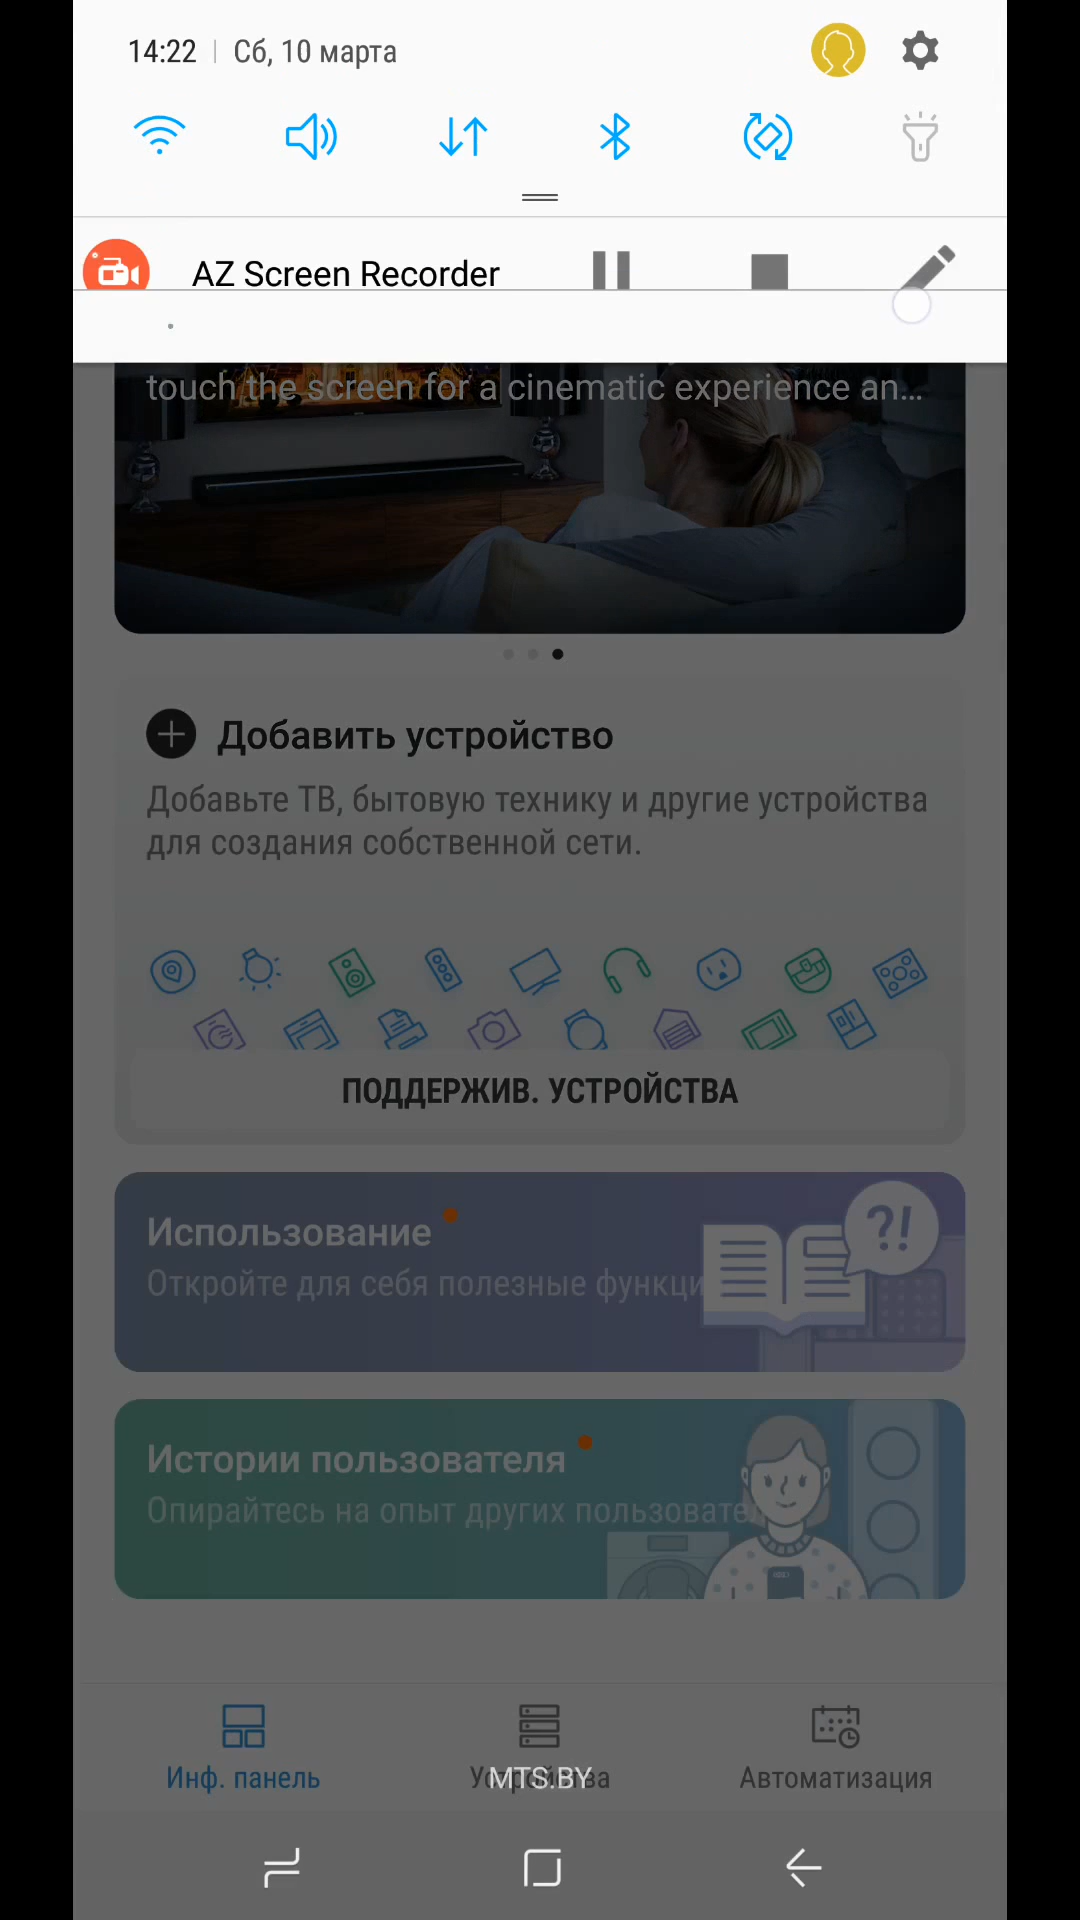 14:22 | Сб, 10 марта
AZ Screen Recorder
touch the screen for a cinematic experience an...
Добавить устройство
Добавьте ТВ, бытовую технику и другие устройства
для создания собственной сети.
ПОДДЕРЖИВ. УСТРОЙСТВА
?!
Использование
Откройте для себя полезные функци
Истории пользователя
Опирайтесь на опыт других пользовател
Инф. панель
Устройства
MTS.BY
Автоматизация